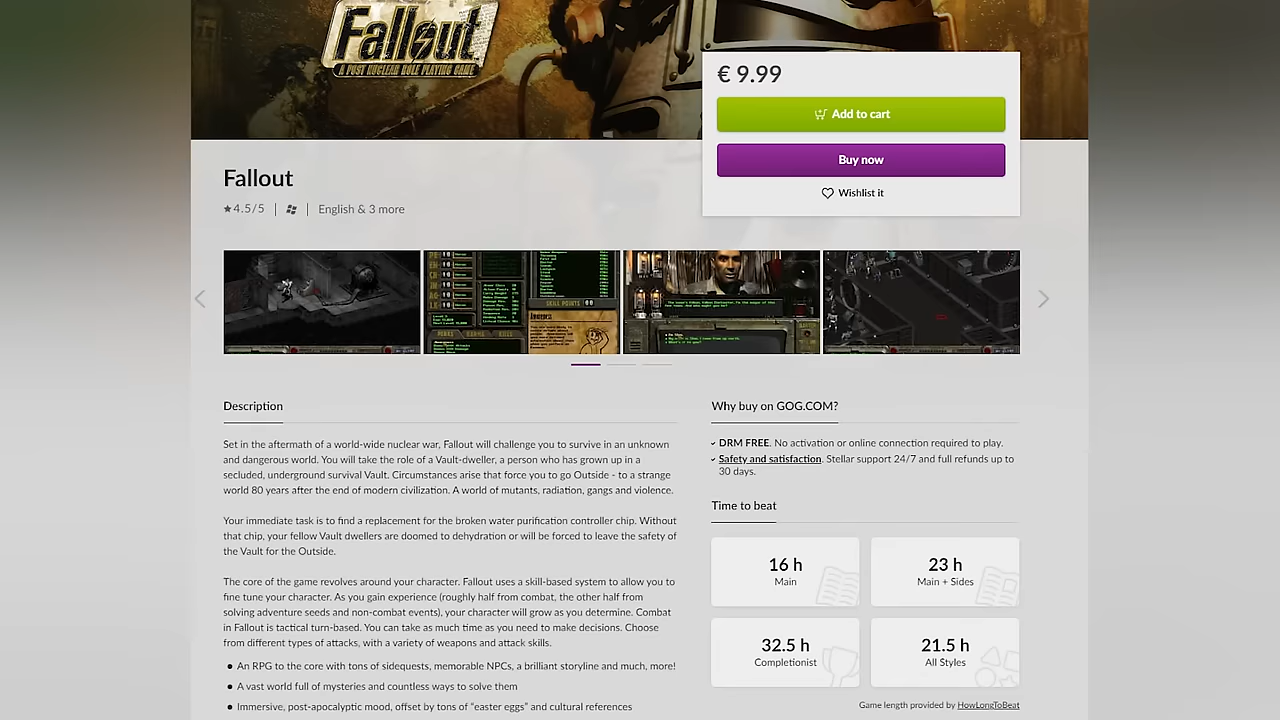 Fallout
A POST NUCLEAR ROLE PLAYING GAME
€ 9.99
Add to cart
Buy now
Wishlist it
Fallout
4.5/5
English & 3 more
SKILL POINTS
Description
Set in the aftermath of a world-wide nuclear war, Fallout will challenge you to survive in an unknown
and dangerous world. You will take the role of a Vault-dweller, a person who has grown up in a
secluded, underground survival Vault. Circumstances arise that force you to go Outside - to a strange
world 80 years after the end of modern civilization. A world of mutants, radiation, gangs and violence.
Your immediate task is to find a replacement for the broken water purification controller chip. Without
that chip, your fellow Vault dwellers are doomed to dehydration or will be forced to leave the safety of
the Vault for the Outside.
The core of the game revolves around your character. Fallout uses a skill-based system to allow you to
fine tune your character. As you gain experience (roughly half from combat, the other half from
solving adventure seeds and non-combat events), your character will grow as you determine. Combat
in Fallout is tactical turn-based. You can take as much time as you need to make decisions. Choose
from different types of attacks, with a variety of weapons and attack skills.
● An RPG to the core with tons of sidequests, memorable NPCs, a brilliant storyline and much, more!
● A vast world full of mysteries and countless ways to solve them
● Immersive, post-apocalyptic mood, offset by tons of “easter eggs” and cultural references
Why buy on GOG.COM?
DRM FREE. No activation or online connection required to play.
Safety and satisfaction. Stellar support 24/7 and full refunds up to
30 days.
Time to beat
16 h
Main
23 h
Main + Sides
32.5 h
Completionist
21.5 h
All Styles
Game length provided by HowLongToBeat